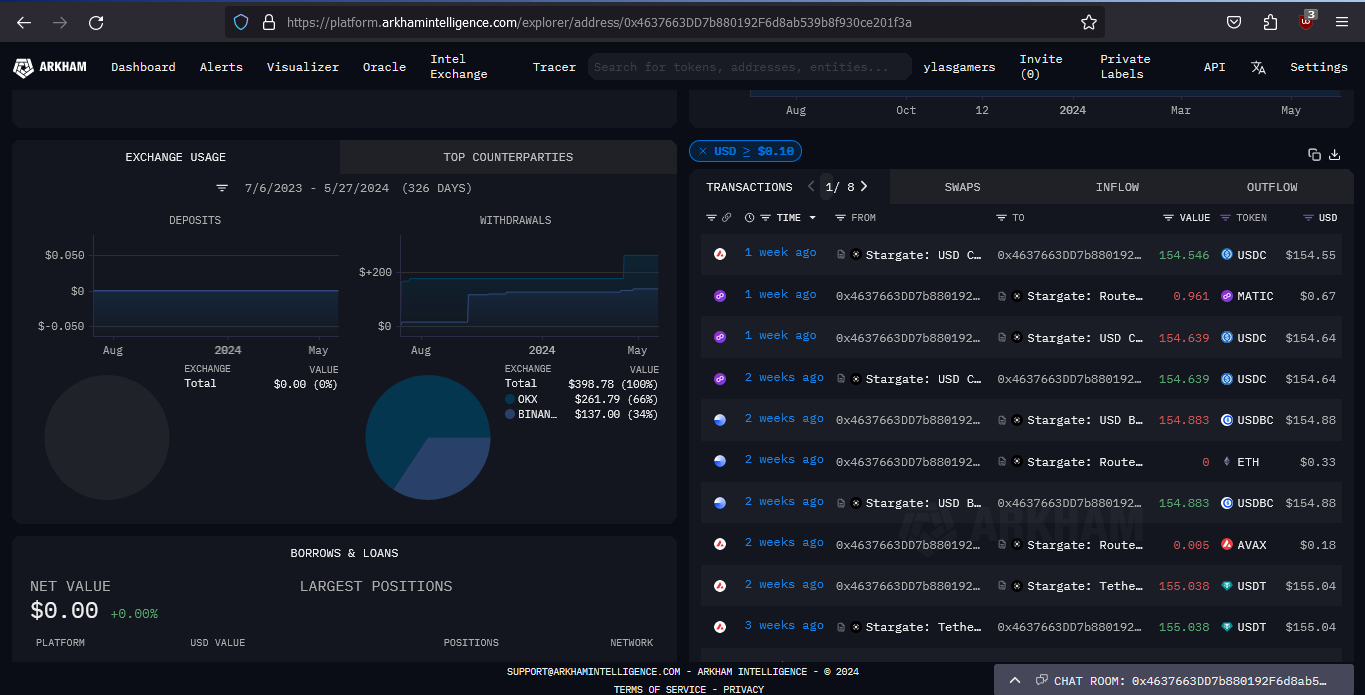 https://platform.arkhamintelligence.com/explorer/address/0x4637663DD7b880192F6d8ab539b8f930ce201f3a
3
ARKHAM
Dashboard
Alerts
Visualizer
Oracle
Intel Exchange
Tracer
Search for tokens, addresses, entities...
ylasgamers
Invite (0)
Private Labels
API
Settings
Aug Oct 12 2024 Mar May
EXCHANGE USAGE
TOP COUNTERPARTIES
7/6/2023 - 5/27/2024 (326 DAYS)
DEPOSITS
$0.050
$0
$-0.050
Aug 2024 May
EXCHANGE VALUE
Total $0.00 (0%)
WITHDRAWALS
$+200
$0
Aug 2024 May
EXCHANGE VALUE
Total $398.78 (100%)
OKX $261.79 (66%)
BINAN… $137.00 (34%)
BORROWS & LOANS
NET VALUE
$0.00 +0.00%
LARGEST POSITIONS
PLATFORM USD VALUE POSITIONS NETWORK
× USD ≥ $0.10
TRANSACTIONS 1 / 8
SWAPS
INFLOW
OUTFLOW
TIME FROM TO VALUE TOKEN USD
1 week ago Stargate: USD C… 0x4637663DD7b880192… 154.546 USDC $154.55
1 week ago 0x4637663DD7b880192… Stargate: Route… 0.961 MATIC $0.67
1 week ago 0x4637663DD7b880192… Stargate: USD C… 154.639 USDC $154.64
2 weeks ago Stargate: USD C… 0x4637663DD7b880192… 154.639 USDC $154.64
2 weeks ago 0x4637663DD7b880192… Stargate: USD B… 154.883 USDBC $154.88
2 weeks ago 0x4637663DD7b880192… Stargate: Route… 0 ETH $0.33
2 weeks ago Stargate: USD B… 0x4637663DD7b880192… 154.883 USDBC $154.88
2 weeks ago 0x4637663DD7b880192… Stargate: Route… 0.005 AVAX $0.18
2 weeks ago 0x4637663DD7b880192… Stargate: Tethe… 155.038 USDT $155.04
3 weeks ago Stargate: Tethe… 0x4637663DD7b880192… 155.038 USDT $155.04
ARKHAM
SUPPORT@ARKHAMINTELLIGENCE.COM - ARKHAM INTELLIGENCE - © 2024
TERMS OF SERVICE - PRIVACY
CHAT ROOM: 0x4637663DD7b880192F6d8ab5…